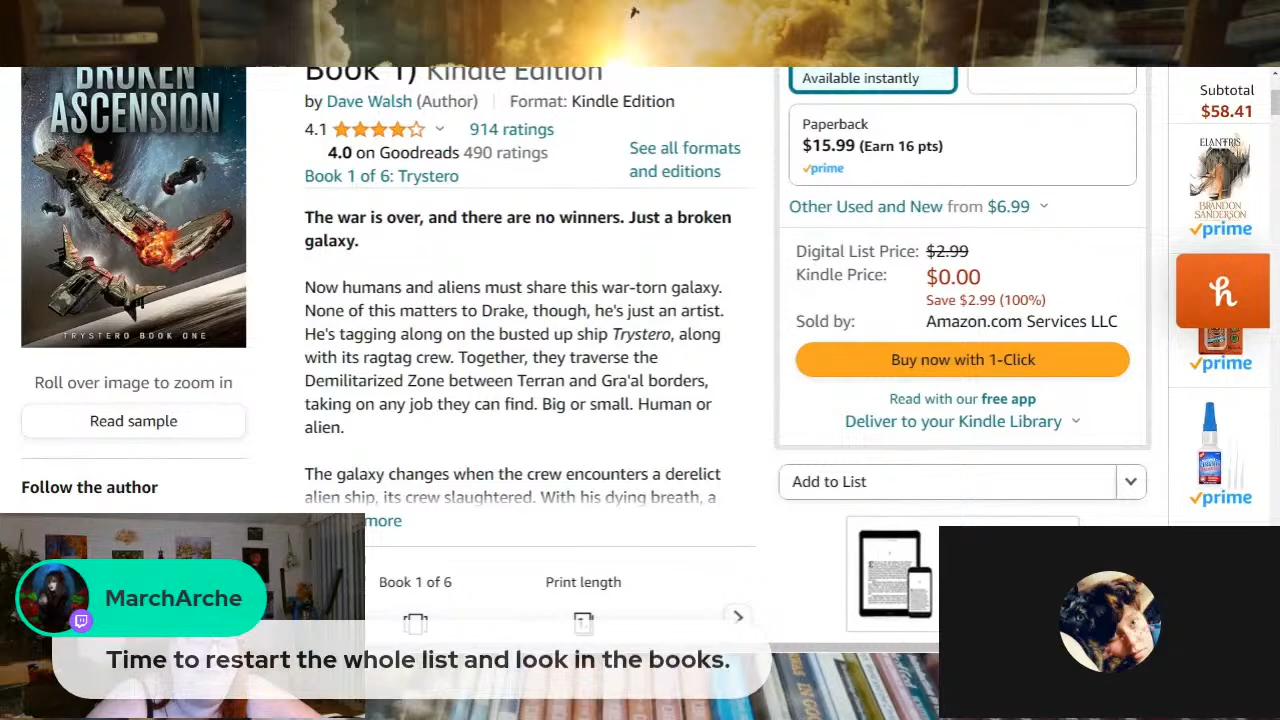 BROKEN
ASCENSION
TRYSTERO BOOK ONE
Roll over image to zoom in
Read sample
Follow the author
Book 1) Kindle Edition
by Dave Walsh (Author) Format: Kindle Edition
4.1 914 ratings
4.0 on Goodreads 490 ratings
See all formats
and editions
Book 1 of 6: Trystero
The war is over, and there are no winners. Just a broken
galaxy.
Now humans and aliens must share this war-torn galaxy.
None of this matters to Drake, though, he's just an artist.
He's tagging along on the busted up ship Trystero, along
with its ragtag crew. Together, they traverse the
Demilitarized Zone between Terran and Gra'al borders,
taking on any job they can find. Big or small. Human or
alien.
The galaxy changes when the crew encounters a derelict
alien ship, its crew slaughtered. With his dying breath, a
more
Book 1 of 6
Print length
Available instantly
Paperback
$15.99 (Earn 16 pts)
prime
Other Used and New from $6.99
Digital List Price: $2.99
Kindle Price: $0.00
Save $2.99 (100%)
Sold by: Amazon.com Services LLC
Buy now with 1-Click
Read with our free app
Deliver to your Kindle Library
Add to List
Subtotal
$58.41
ELANTRIS
BRANDON
SANDERSON
prime
h
prime
prime
MarchArche
Time to restart the whole list and look in the books.